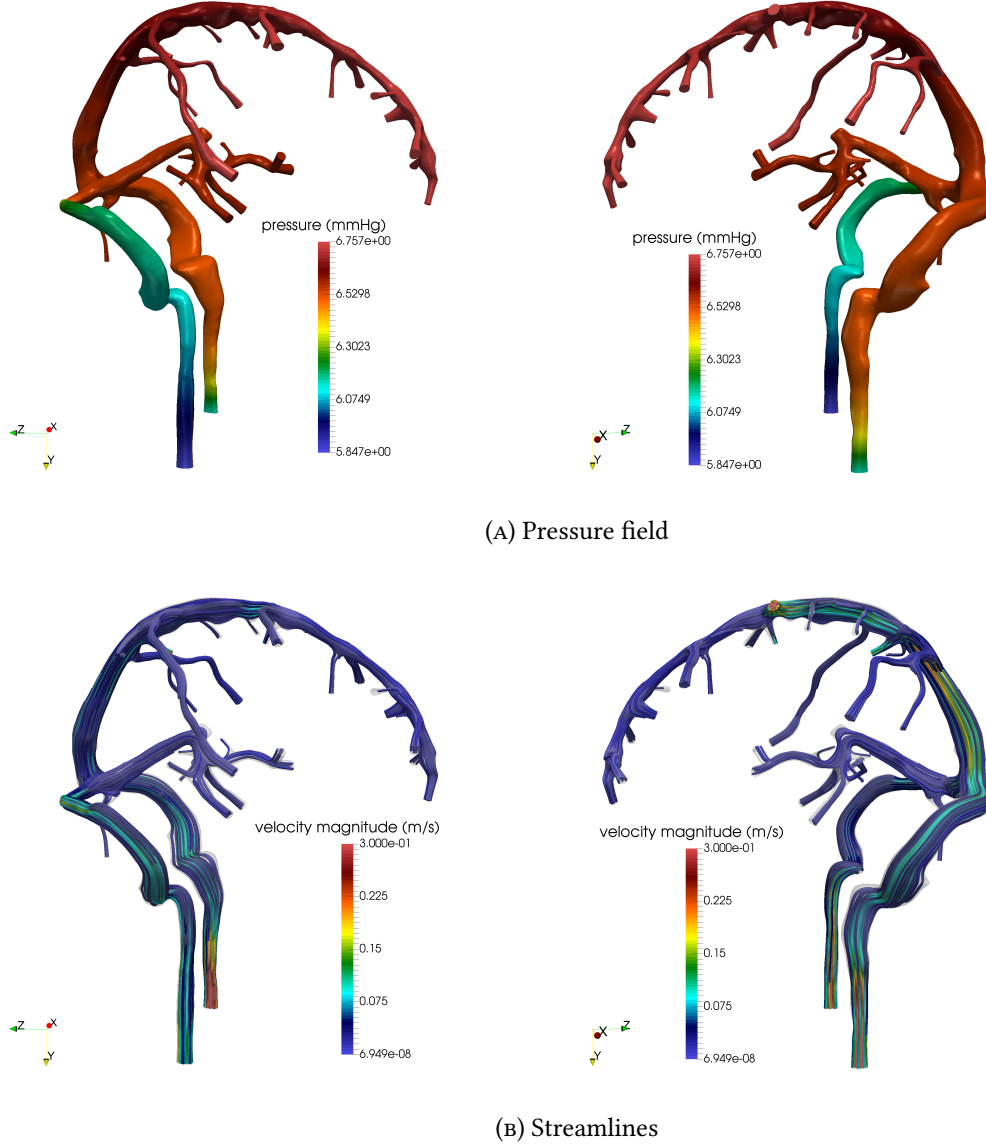 pressure (mmHg)
6.757e+00
6.5298
6.3023
6.0749
5.847e+00
Z
X
Y
pressure (mmHg)
6.757e+00
6.5298
6.3023
6.0749
5.847e+00
X
Z
Y
(A) Pressure field
velocity magnitude (m/s)
3.000e-01
0.225
0.15
0.075
6.949e-08
Z
X
Y
velocity magnitude (m/s)
3.000e-01
0.225
0.15
0.075
6.949e-08
X
Z
Y
(B) Streamlines